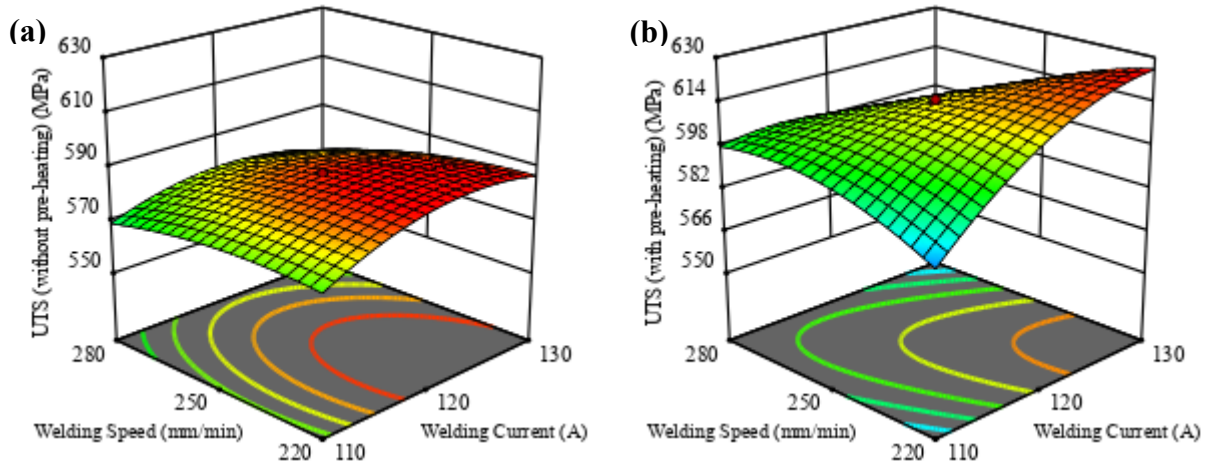 (a)
630
610
590
570
550
UTS (without pre-heating) (MPa)
280
250
220
Welding Speed (mm/min)
110
120
130
Welding Current (A)
(b)
630
614
598
582
566
550
UTS (with pre-heating) (MPa)
280
250
220
Welding Speed (mm/min)
110
120
130
Welding Current (A)